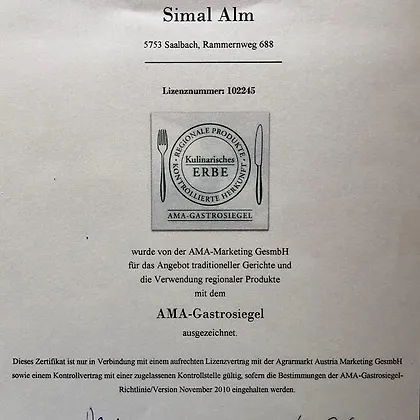 Simal Alm
5753 Saalbach, Rammernweg 688
Lizenznummer: 102245
REGIONALE PRODUKTE
Kulinarisches
ERBE
KONTROLLIERTE HERKUNFT
AMA-GASTROSIEGEL
wurde von der AMA-Marketing GesmbH
für das Angebot traditioneller Gerichte und
die Verwendung regionaler Produkte
mit dem
AMA-Gastrosiegel
ausgezeichnet.
Dieses Zertifikat ist nur in Verbindung mit einem aufrechten Lizenzvertrag mit der Agrarmarkt Austria Marketing GesmbH
sowie einem Kontrollvertrag mit einer zugelassenen Kontrollstelle gültig, sofern die Bestimmungen der AMA-Gastrosiegel-
Richtlinie/Version November 2010 eingehalten werden.